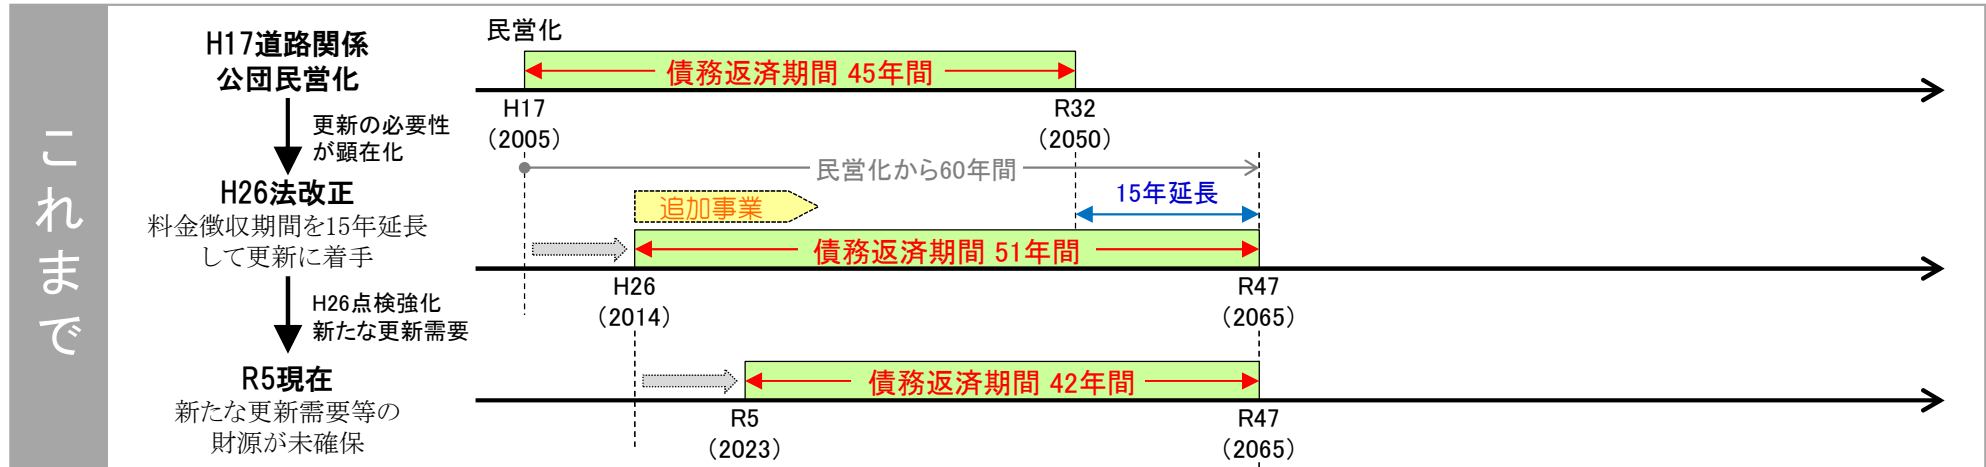 これまで
H17道路関係
公団民営化
更新の必要性
が顕在化
H26法改正
料金徴収期間を15年延長
して更新に着手
H26点検強化
新たな更新需要
R5現在
新たな更新需要等の
財源が未確保
民営化
債務返済期間 45年間
H17
(2005)
R32
(2050)
民営化から60年間
15年延長
追加事業
債務返済期間 51年間
H26
(2014)
R47
(2065)
債務返済期間 42年間
R5
(2023)
R47
(2065)